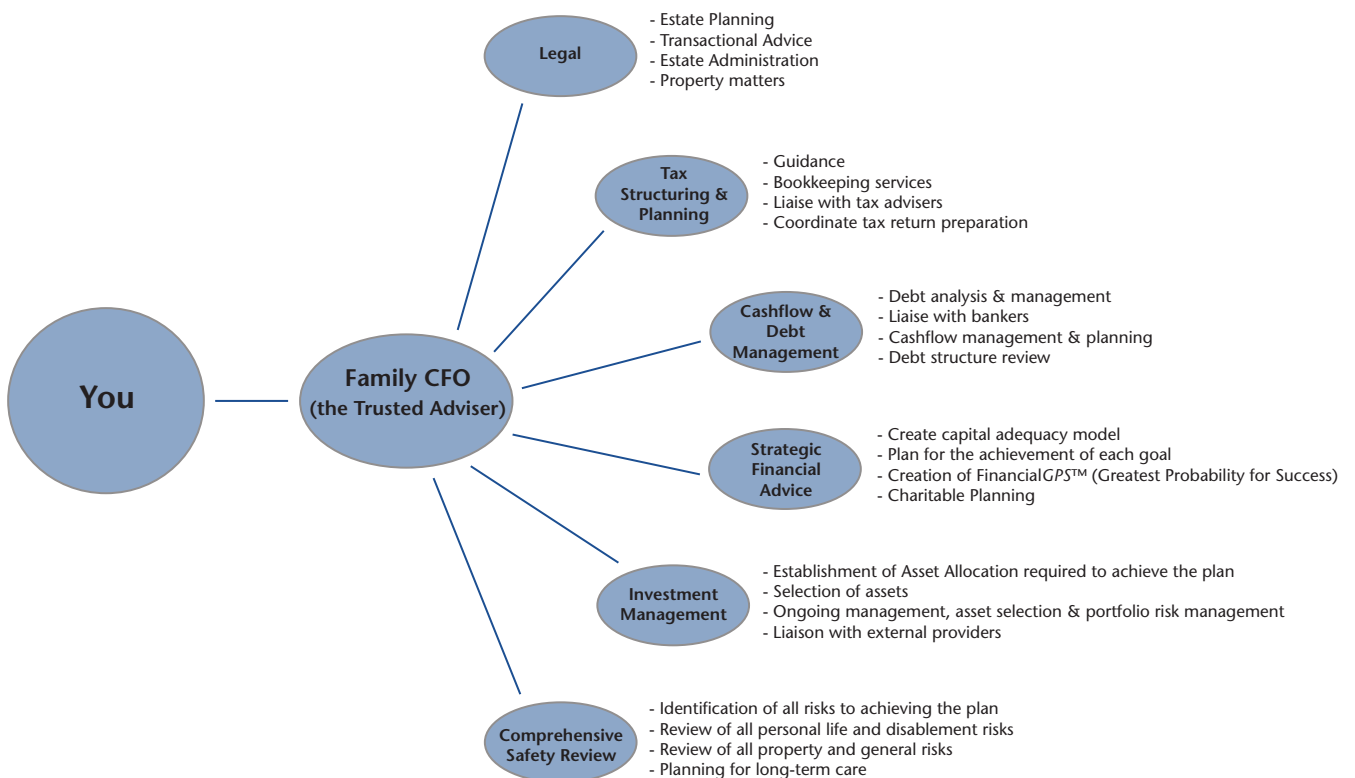 Legal
- Estate Planning
- Transactional Advice
- Estate Administration
- Property matters
Tax
Structuring &
Planning
- Guidance
- Bookkeeping services
- Liaise with tax advisers
- Coordinate tax return preparation
Cashflow &
Debt
Management
- Debt analysis & management
- Liaise with bankers
- Cashflow management & planning
- Debt structure review
You
Family CFO
(the Trusted Adviser)
Strategic
Financial
Advice
- Create capital adequacy model
- Plan for the achievement of each goal
- Creation of FinancialGPS™ (Greatest Probability for Success)
- Charitable Planning
Investment
Management
- Establishment of Asset Allocation required to achieve the plan
- Selection of assets
- Ongoing management, asset selection & portfolio risk management
- Liaison with external providers
Comprehensive
Safety Review
- Identification of all risks to achieving the plan
- Review of all personal life and disablement risks
- Review of all property and general risks
- Planning for long-term care